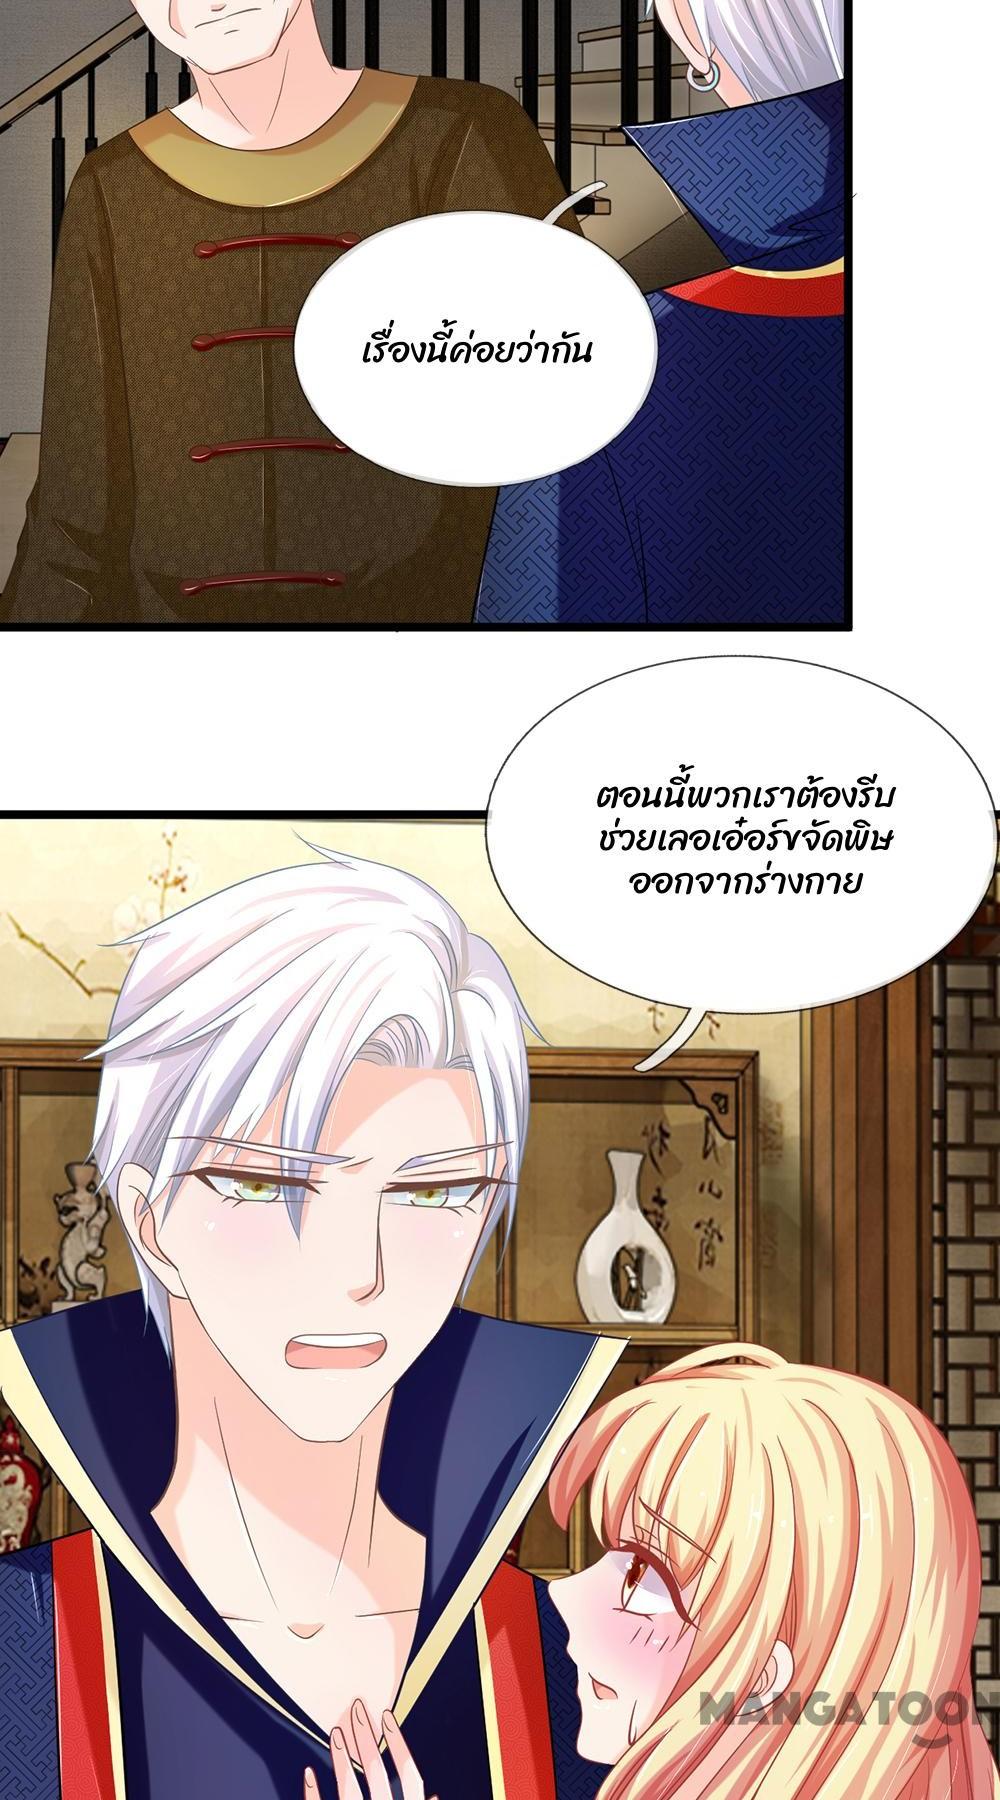 เรื่องนี้ค่อยว่ากัน
ตอนนี้พวกเราต้องรีบ
ช่วยเลอเอ๋อร์ขจัดพิษ
ออกจากร่างกาย
MANGATOON